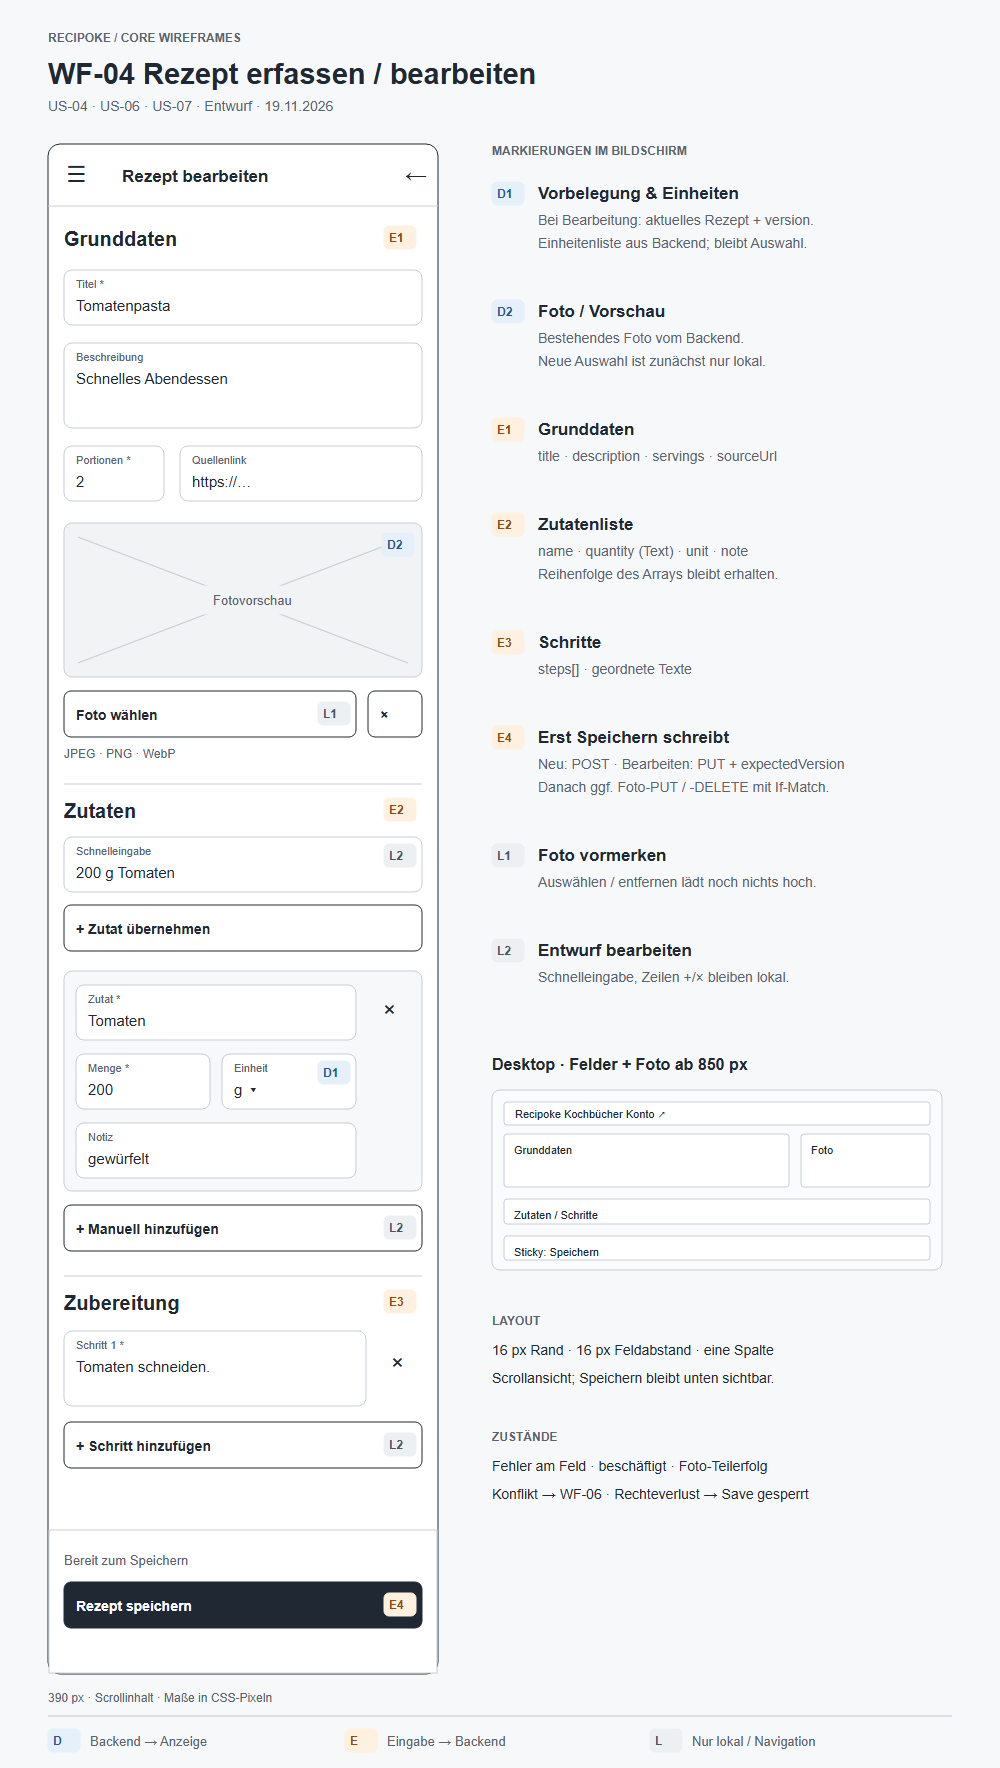 RECIPOKE / CORE WIREFRAMES
WF-04 Rezept erfassen / bearbeiten
US-04 · US-06 · US-07 · Entwurf · 19.11.2026
☰ Rezept bearbeiten ←
Grunddaten E1
Titel *
Tomatenpasta
Beschreibung
Schnelles Abendessen
Portionen * Quellenlink
2 https://…
D2
Fotovorschau
Foto wählen L1 ×
JPEG · PNG · WebP
Zutaten E2
Schnelleingabe L2
200 g Tomaten
+ Zutat übernehmen
Zutat *
Tomaten ×
Menge * Einheit D1
200 g ▾
Notiz
gewürfelt
+ Manuell hinzufügen L2
Zubereitung E3
Schritt 1 *
Tomaten schneiden. ×
+ Schritt hinzufügen L2
Bereit zum Speichern
Rezept speichern E4
390 px · Scrollinhalt · Maße in CSS-Pixeln
MARKIERUNGEN IM BILDSCHIRM
D1 Vorbelegung & Einheiten
Bei Bearbeitung: aktuelles Rezept + version.
Einheitenliste aus Backend; bleibt Auswahl.
D2 Foto / Vorschau
Bestehendes Foto vom Backend.
Neue Auswahl ist zunächst nur lokal.
E1 Grunddaten
title · description · servings · sourceUrl
E2 Zutatenliste
name · quantity (Text) · unit · note
Reihenfolge des Arrays bleibt erhalten.
E3 Schritte
steps[] · geordnete Texte
E4 Erst Speichern schreibt
Neu: POST · Bearbeiten: PUT + expectedVersion
Danach ggf. Foto-PUT / -DELETE mit If-Match.
L1 Foto vormerken
Auswählen / entfernen lädt noch nichts hoch.
L2 Entwurf bearbeiten
Schnelleingabe, Zeilen +/× bleiben lokal.
Desktop · Felder + Foto ab 850 px
Recipoke Kochbücher Konto ↗
Grunddaten Foto
Zutaten / Schritte
Sticky: Speichern
LAYOUT
16 px Rand · 16 px Feldabstand · eine Spalte
Scrollansicht; Speichern bleibt unten sichtbar.
ZUSTÄNDE
Fehler am Feld · beschäftigt · Foto-Teilerfolg
Konflikt → WF-06 · Rechteverlust → Save gesperrt
D Backend → Anzeige E Eingabe → Backend L Nur lokal / Navigation